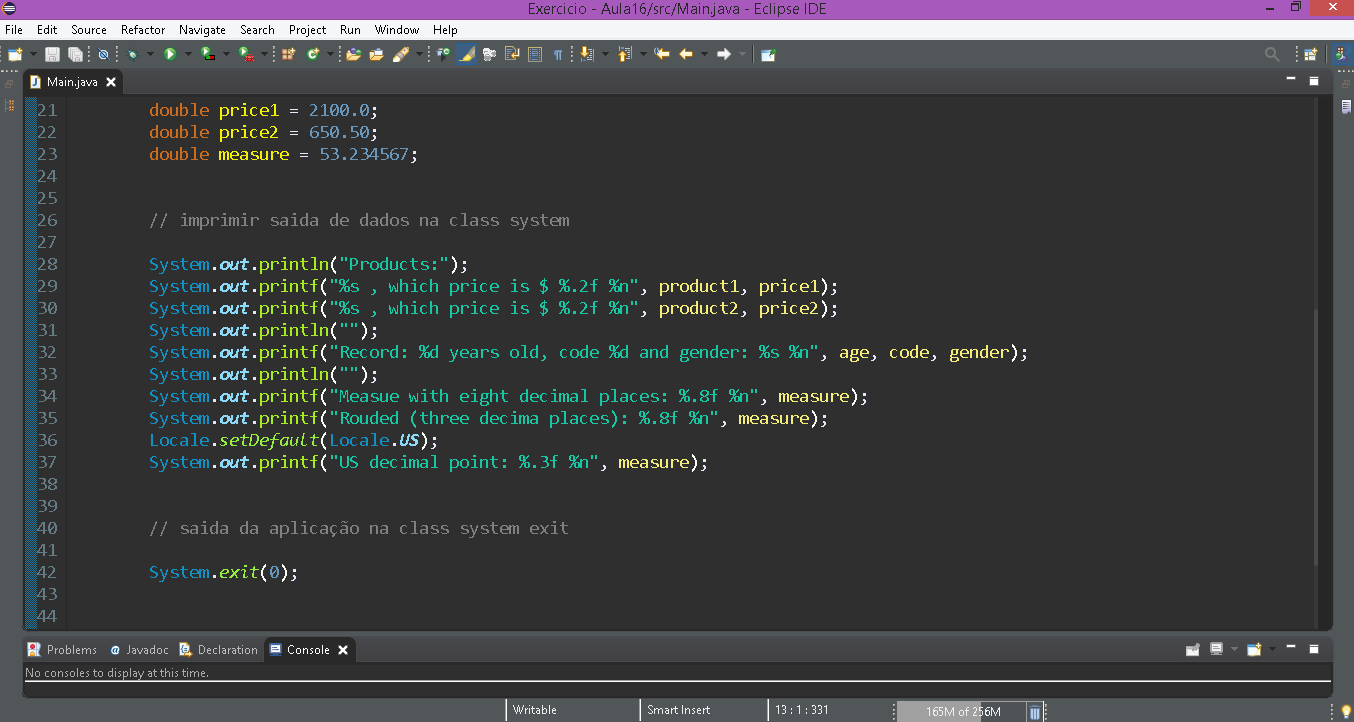 Exercicio - Aula16/src/Main.java - Eclipse IDE
File Edit Source Refactor Navigate Search Project Run Window Help
Main.java
21 double price1 = 2100.0;
22 double price2 = 650.50;
23 double measure = 53.234567;
24
25
26 // imprimir saida de dados na class system
27
28 System.out.println("Products:");
29 System.out.printf("%s , which price is $ %.2f %n", product1, price1);
30 System.out.printf("%s , which price is $ %.2f %n", product2, price2);
31 System.out.println("");
32 System.out.printf("Record: %d years old, code %d and gender: %s %n", age, code, gender);
33 System.out.println("");
34 System.out.printf("Measue with eight decimal places: %.8f %n", measure);
35 System.out.printf("Rouded (three decima places): %.8f %n", measure);
36 Locale.setDefault(Locale.US);
37 System.out.printf("US decimal point: %.3f %n", measure);
38
39
40 // saida da aplicação na class system exit
41
42 System.exit(0);
43
44
Problems Javadoc Declaration Console
No consoles to display at this time.
Writable Smart Insert 13 : 1 : 331 165M of 256M